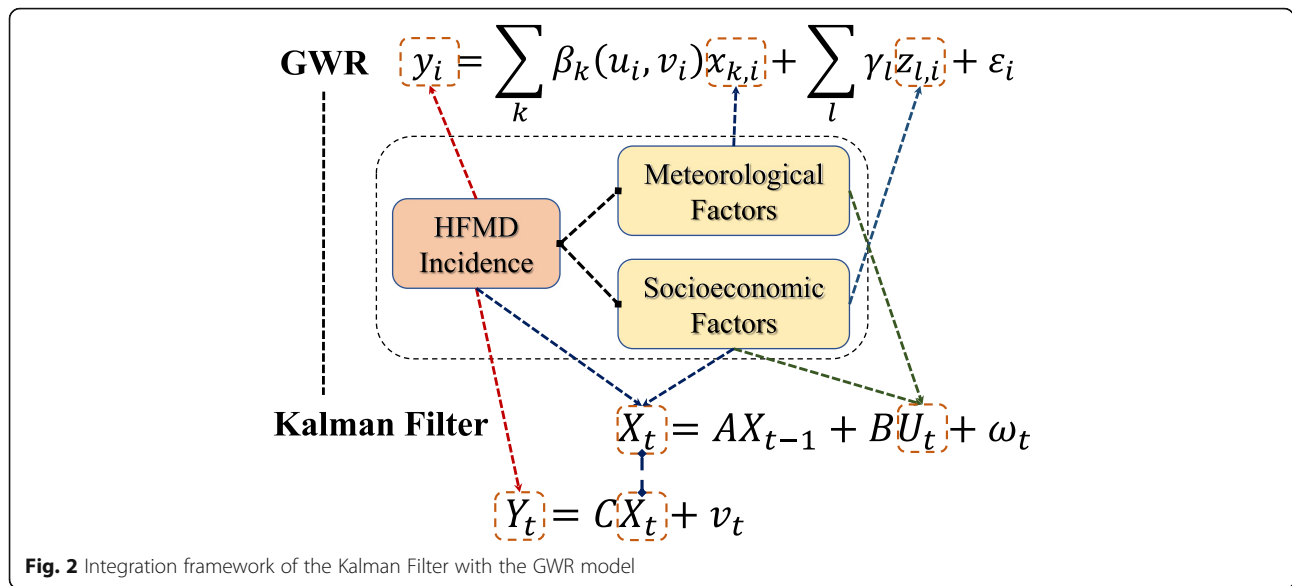 GWR y_i = ∑_k β_k(u_i, v_i)x_{k,i} + ∑_l γ_l z_{l,i} + ε_i
Meteorological
Factors
HFMD
Incidence
Socioeconomic
Factors
Kalman Filter X_t = AX_{t−1} + BU_t + ω_t
Y_t = CX_t + v_t
Fig. 2 Integration framework of the Kalman Filter with the GWR model